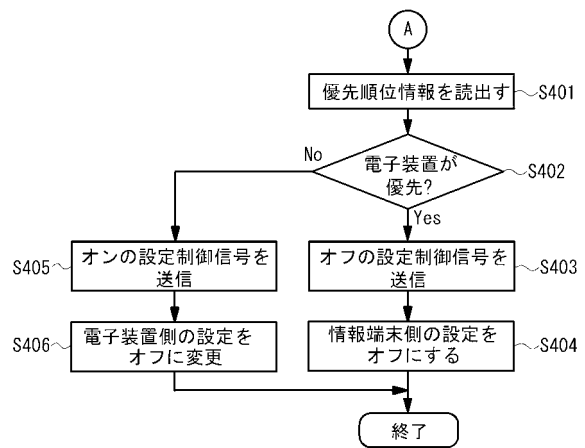 A
優先順位情報を読出す
S401
電子装置が
優先?
S402
No
Yes
オンの設定制御信号を
送信
S405
オフの設定制御信号を
送信
S403
電子装置側の設定を
オフに変更
S406
情報端末側の設定を
オフにする
S404
終了